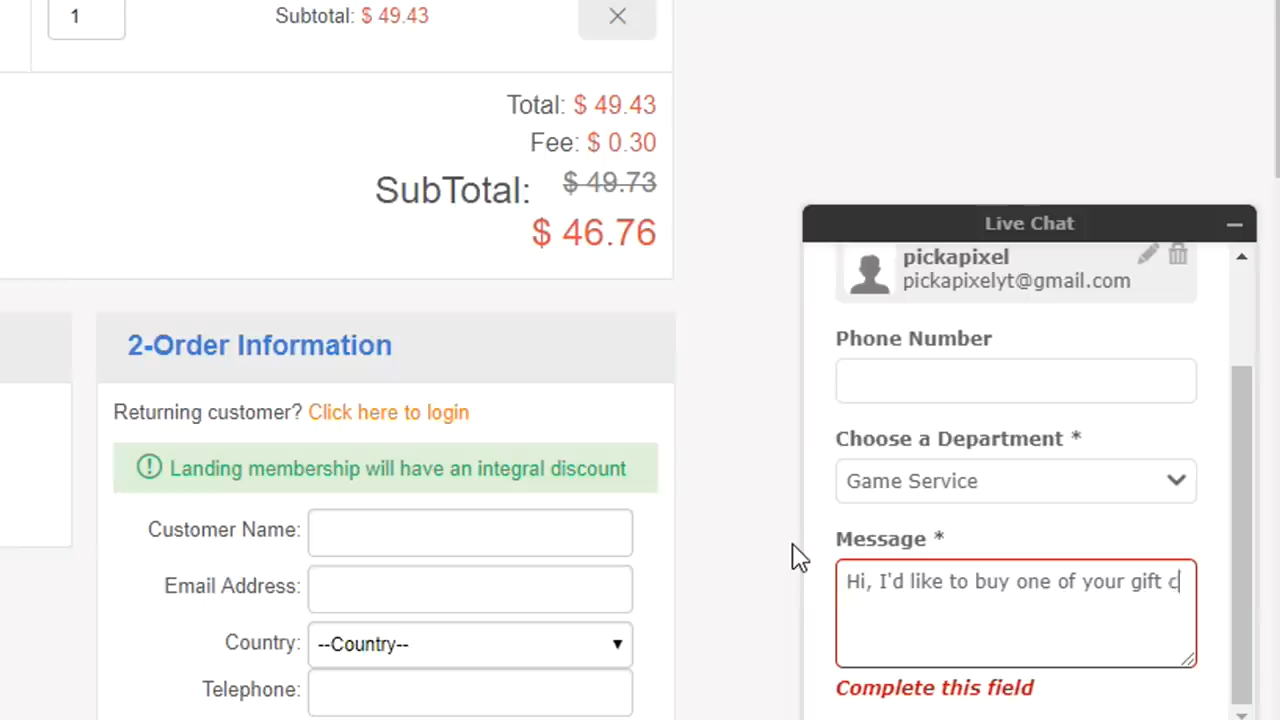 1
Subtotal: $ 49.43
Total: $ 49.43
Fee: $ 0.30
SubTotal: $ 49.73
$ 46.76
2-Order Information
Returning customer? Click here to login
Landing membership will have an integral discount
Customer Name:
Email Address:
Country: --Country--
Telephone:
Live Chat
pickapixel
pickapixelyt@gmail.com
Phone Number
Choose a Department *
Game Service
Message *
Hi, I'd like to buy one of your gift c
Complete this field